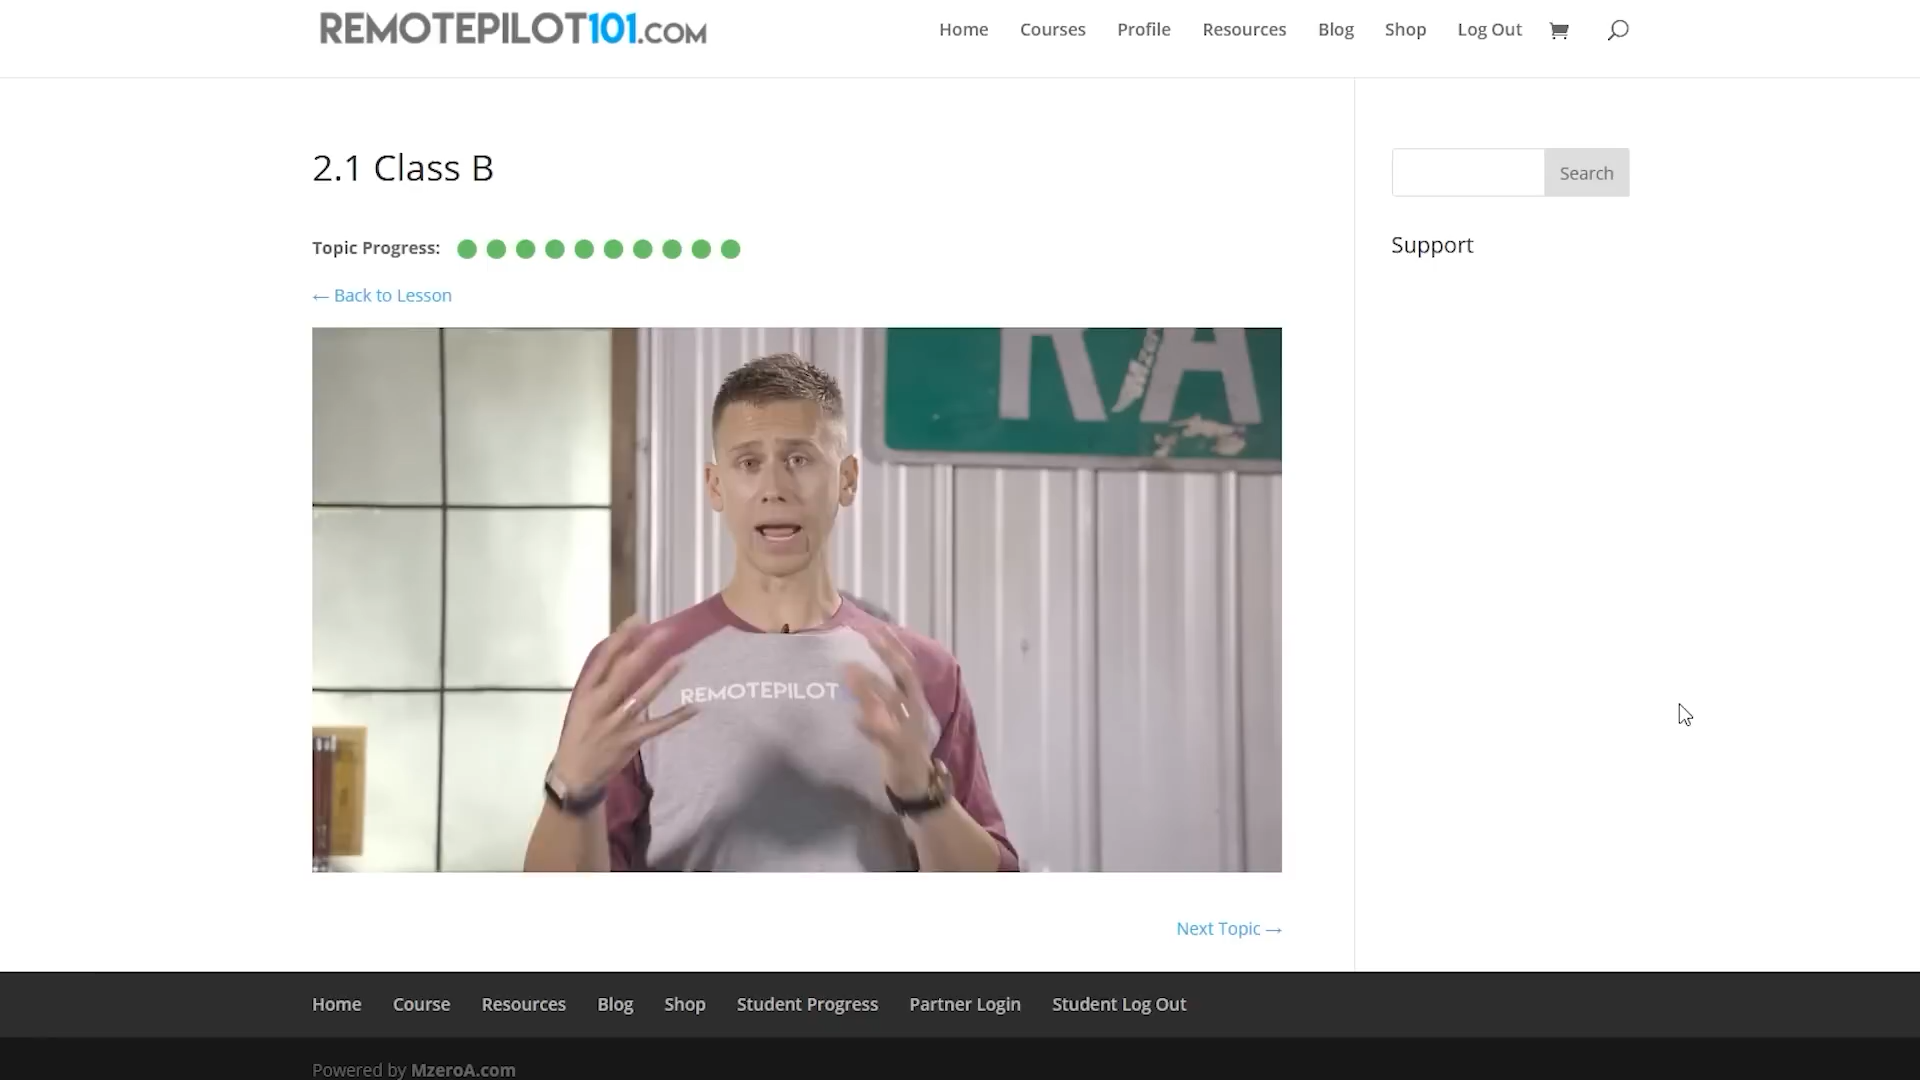 REMOTEPILOT101.COM
Home Courses Profile Resources Blog Shop Log Out
2.1 Class B
Search
Topic Progress:
Support
← Back to Lesson
RA
Mzer
REMOTEPILOT
Next Topic →
Home Course Resources Blog Shop Student Progress Partner Login Student Log Out
Powered by MzeroA.com